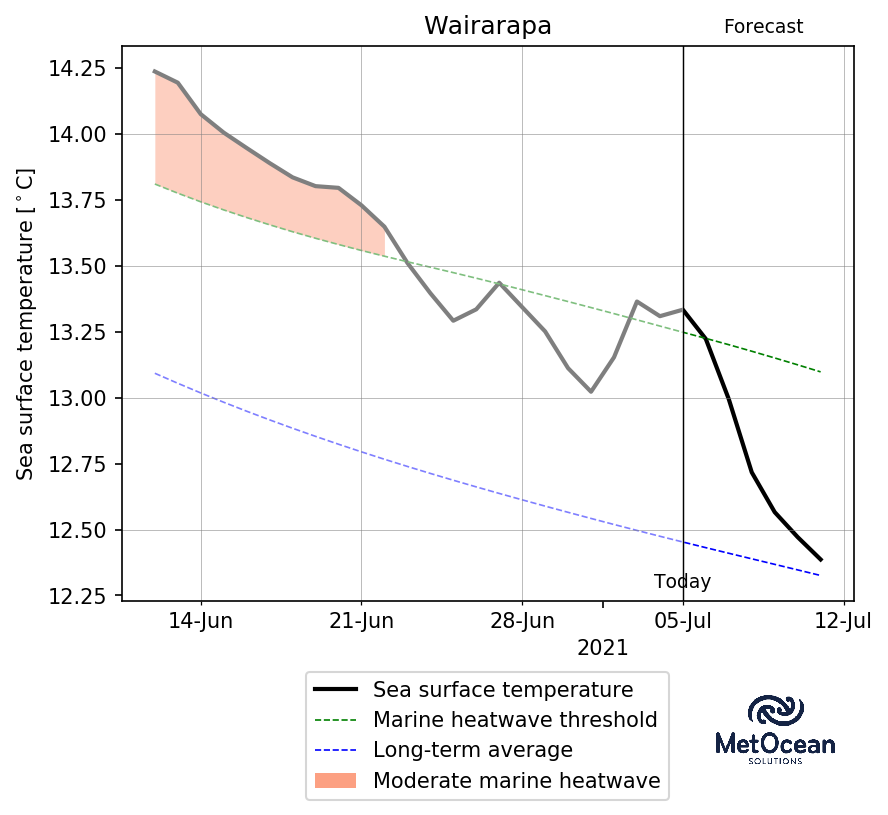 Wairarapa
Forecast
Sea surface temperature [°C]
14.25
14.00
13.75
13.50
13.25
13.00
12.75
12.50
12.25
Today
14-Jun
21-Jun
28-Jun
05-Jul
12-Jul
2021
Sea surface temperature
Marine heatwave threshold
Long-term average
Moderate marine heatwave
MetOcean
SOLUTIONS